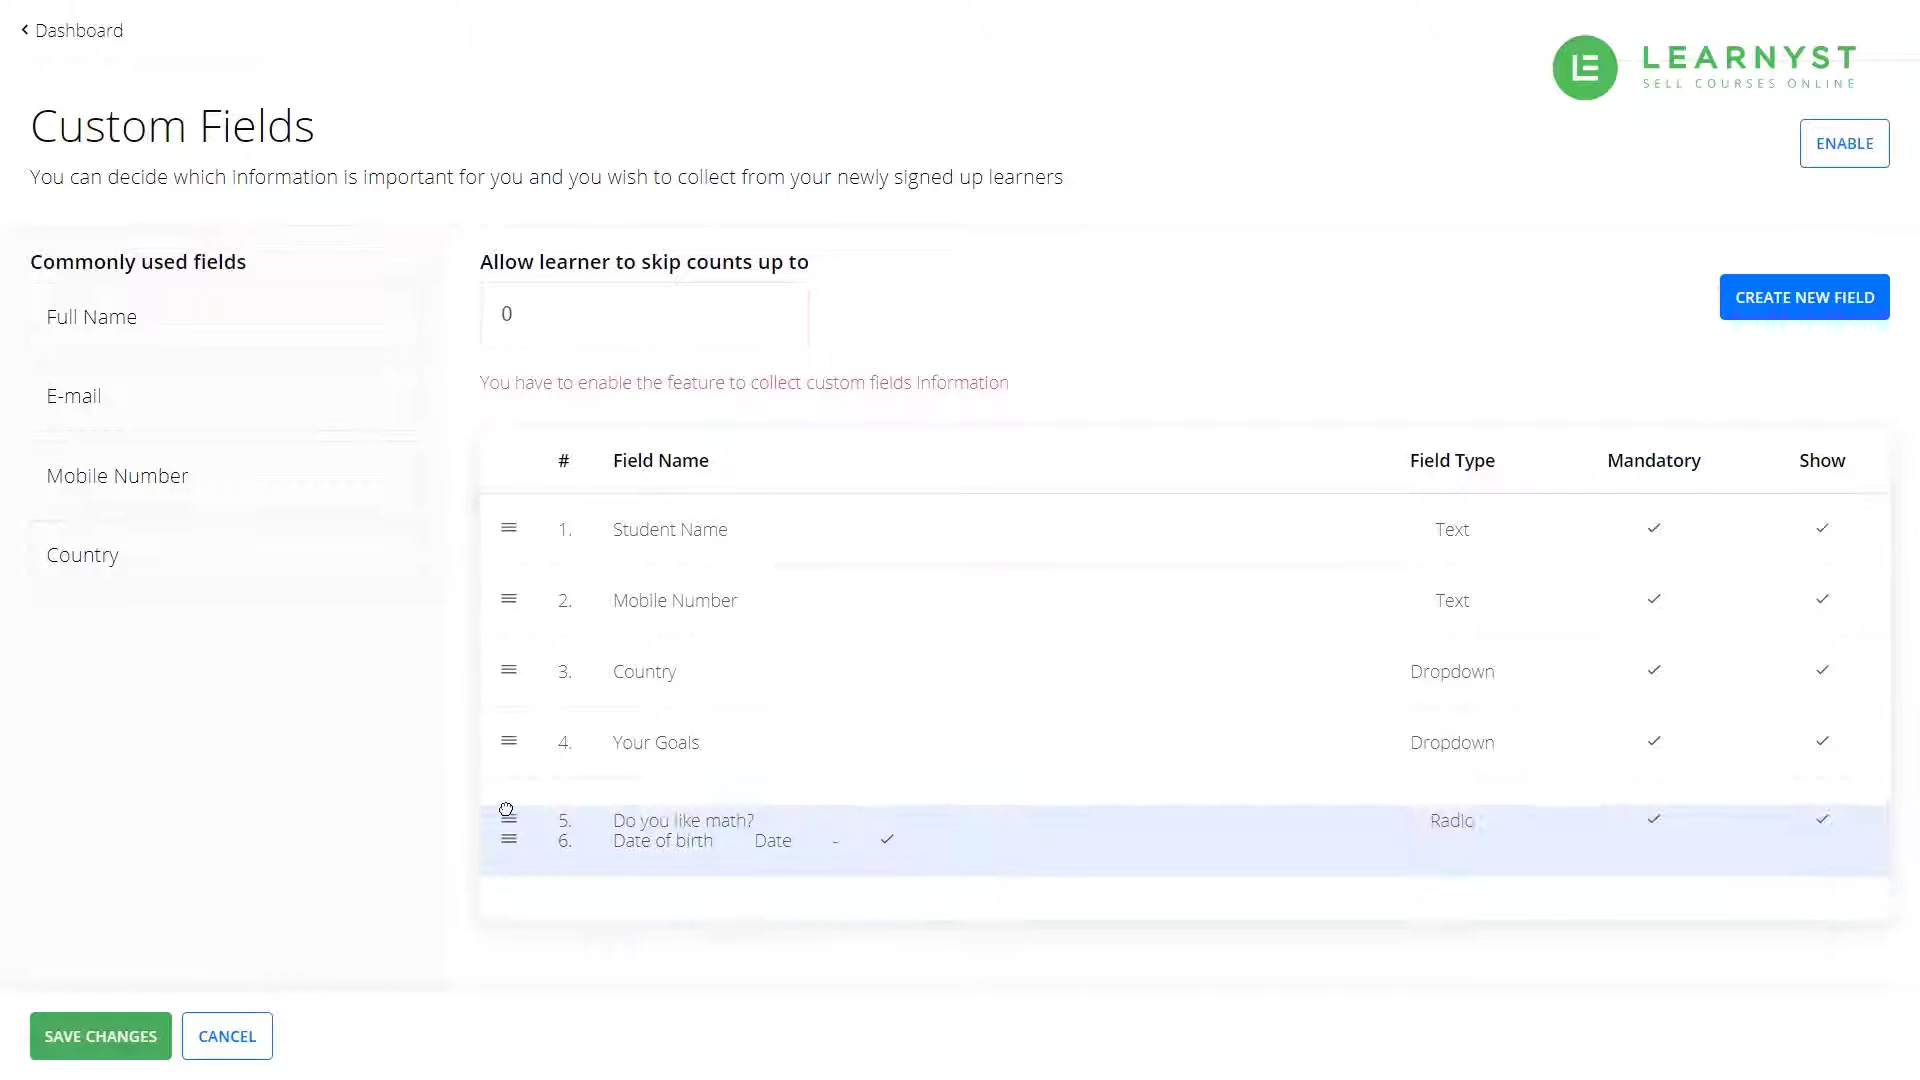 Dashboard
LEARNYST
SELL COURSES ONLINE
Custom Fields
ENABLE
You can decide which information is important for you and you wish to collect from your newly signed up learners
Commonly used fields
Full Name
E-mail
Mobile Number
Country
Allow learner to skip counts up to
0
CREATE NEW FIELD
You have to enable the feature to collect custom fields Information
# Field Name Field Type Mandatory Show
1. Student Name Text
2. Mobile Number Text
3. Country Dropdown
4. Your Goals Dropdown
5. Do you like math? Radio
6. Date of birth Date -
SAVE CHANGES CANCEL